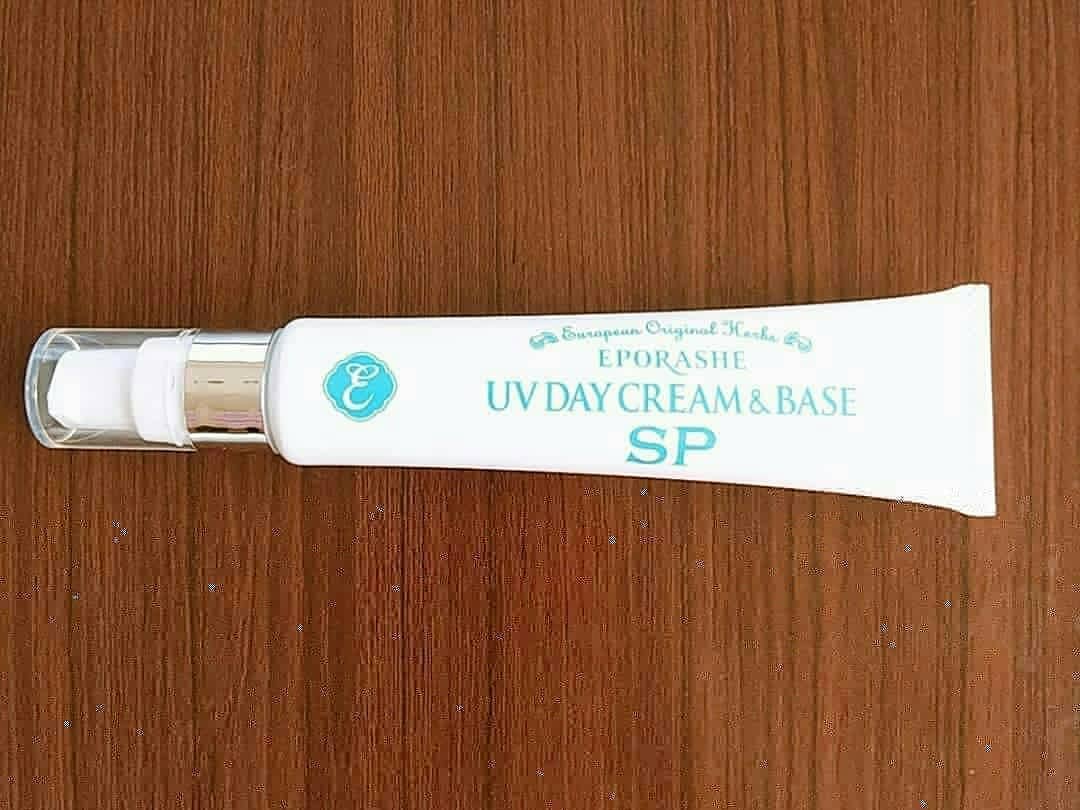 E
European Original Herbs
EPORASHE
UV DAY CREAM & BASE
SP